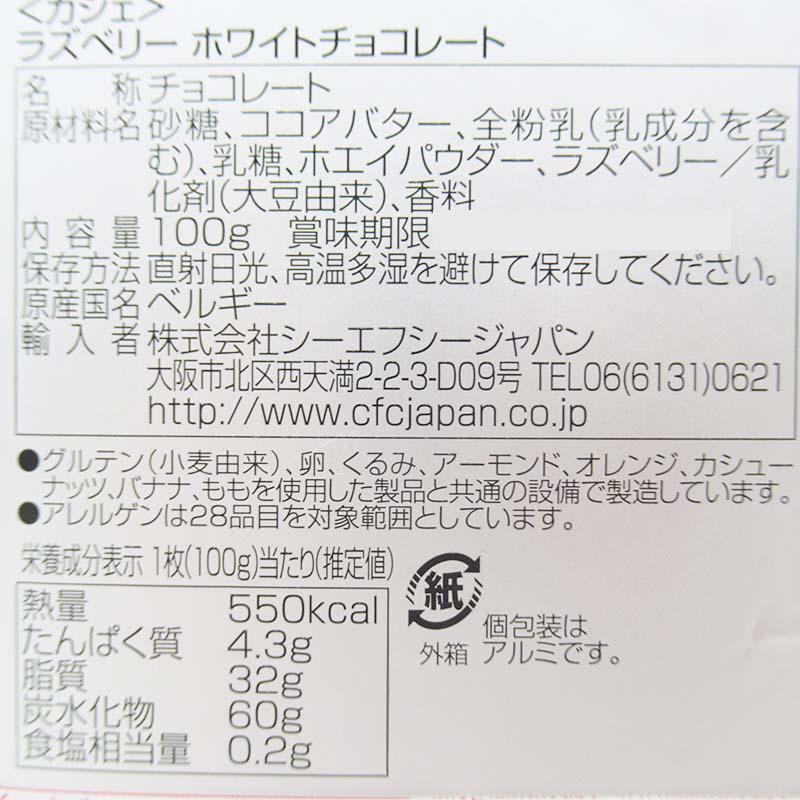 <カシェ>
ラズベリー ホワイトチョコレート
名 称 チョコレート
原材料名 砂糖、ココアバター、全粉乳(乳成分を含
む)、乳糖、ホエイパウダー、ラズベリー／乳
化剤(大豆由来)、香料
内容量 100g 賞味期限
保存方法 直射日光、高温多湿を避けて保存してください。
原産国名 ベルギー
輸入者 株式会社シーエフシージャパン
大阪市北区西天満2-2-3-D09号 TEL06(6131)0621
http://www.cfcjapan.co.jp
●グルテン(小麦由来)、卵、くるみ、アーモンド、オレンジ、カシュー
ナッツ、バナナ、ももを使用した製品と共通の設備で製造しています。
●アレルゲンは28品目を対象範囲としています。
栄養成分表示 1枚(100g)当たり(推定値)
熱量 550kcal
たんぱく質 4.3g
脂質 32g
炭水化物 60g
食塩相当量 0.2g
紙
外箱
個包装は
アルミです。